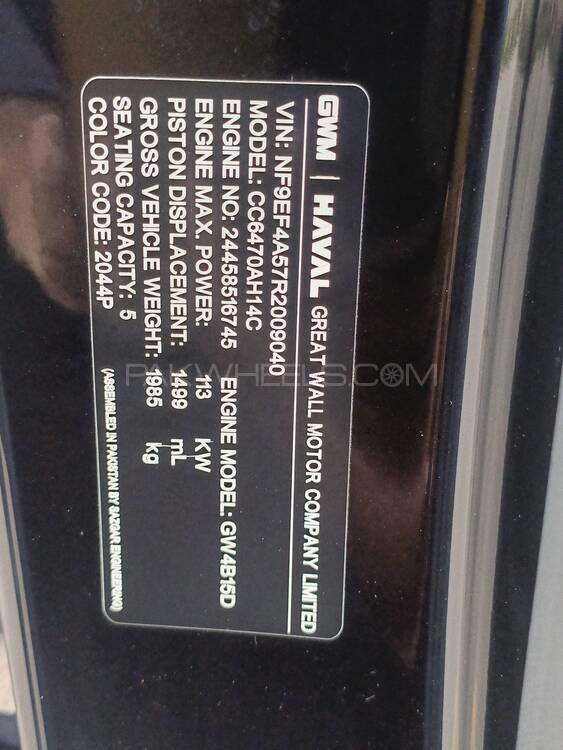 GWM | HAVAL GREAT WALL MOTOR COMPANY LIMITED
VIN: NF9EF4A57R2009040
MODEL: CC6470AH14C
ENGINE NO: 24458516745 ENGINE MODEL: GW4B15D
ENGINE MAX. POWER: 113 KW
PISTON DISPLACEMENT: 1499 mL
GROSS VEHICLE WEIGHT: 1985 kg
SEATING CAPACITY: 5
COLOR CODE: 2044P
(ASSEMBLED IN PAKISTAN BY SAZGAR ENGINEERING)
PAKWHEELS.COM